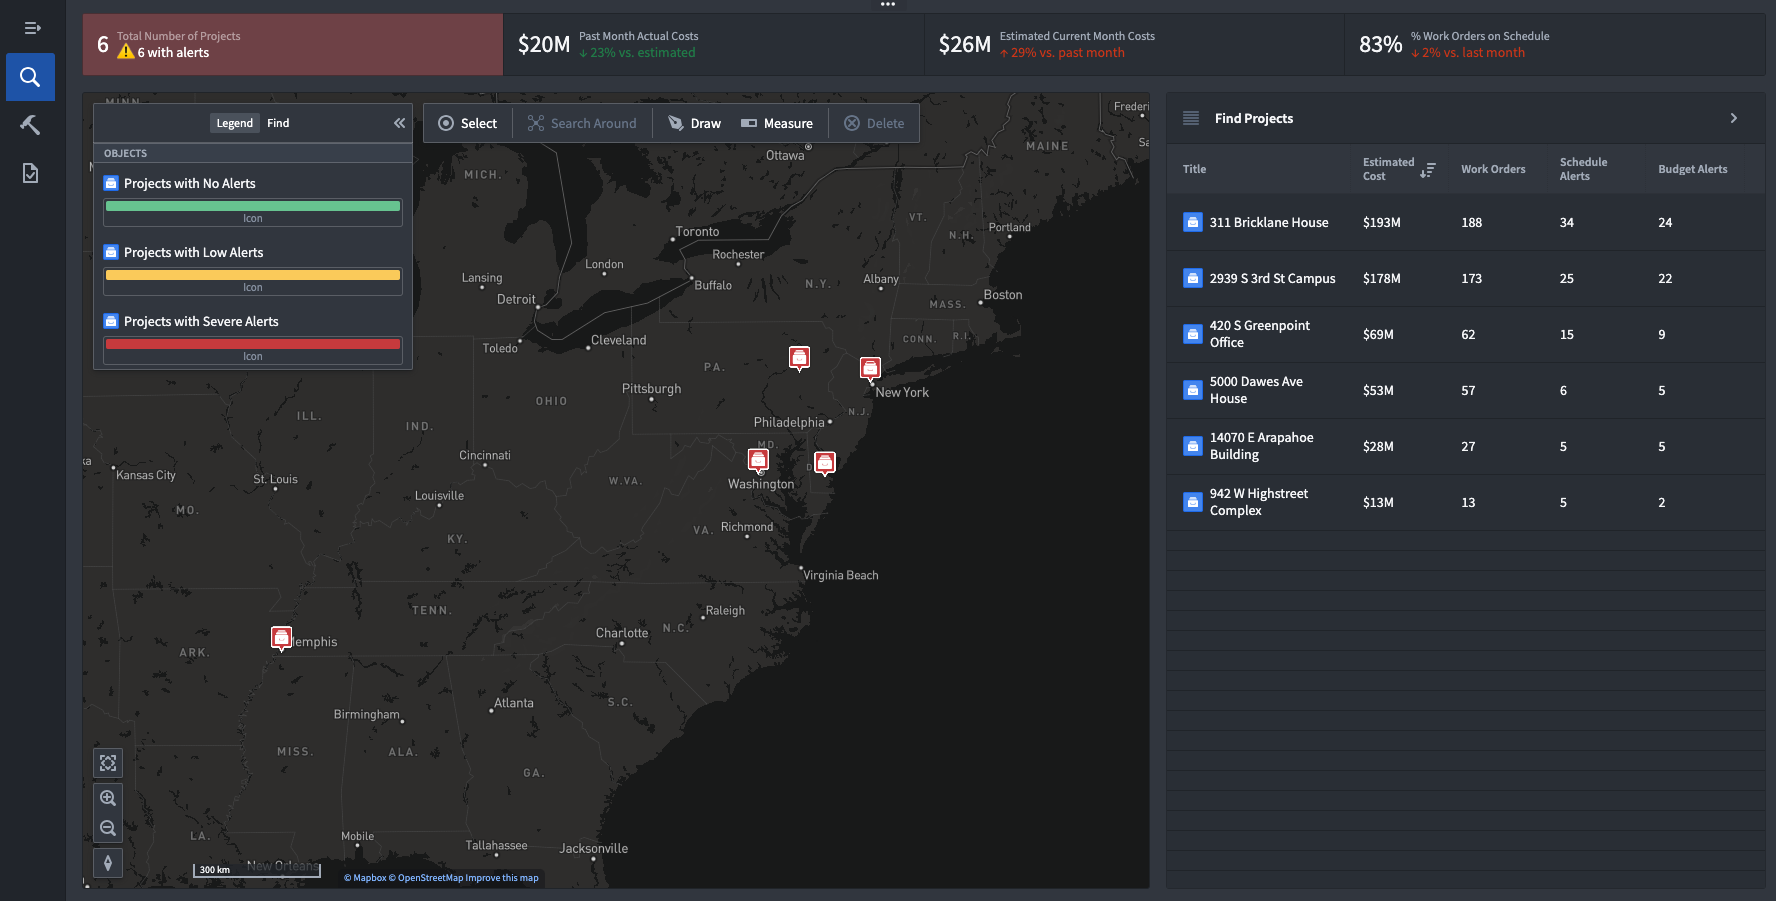 6
Total Number of Projects
6 with alerts
$20M
Past Month Actual Costs
↓ 23% vs. estimated
$26M
Estimated Current Month Costs
↑ 29% vs. past month
83%
% Work Orders on Schedule
↓ 2% vs. last month
Legend
Find
OBJECTS
Projects with No Alerts
Icon
Projects with Low Alerts
Icon
Projects with Severe Alerts
Icon
Select
Search Around
Draw
Measure
Delete
MINN
Ottawa
MAINE
MICH.
VT.
Toronto
N.H.
Portland
Rochester
London
Lansing
Buffalo
N.Y.
Albany
Detroit
MASS.
Boston
Toledo
Cleveland
CONN.
R.I.
PA.
Pittsburgh
New York
OHIO
N.J.
ILL.
IND.
Philadelphia
MD.
Cincinnati
Kansas City
St. Louis
W.VA.
Washington
Louisville
MO.
VA.
Richmond
KY.
Virginia Beach
TENN.
Raleigh
Charlotte
N.C.
ARK.
Atlanta
S.C.
Birmingham
MISS.
ALA.
GA.
LA.
Mobile
Tallahassee
Jacksonville
New Orleans
300 km
© Mapbox © OpenStreetMap Improve this map
Find Projects
Title
Estimated Cost
Work Orders
Schedule Alerts
Budget Alerts
311 Bricklane House
$193M
188
34
24
2939 S 3rd St Campus
$178M
173
25
22
420 S Greenpoint
Office
$69M
62
15
9
5000 Dawes Ave
House
$53M
57
6
5
14070 E Arapahoe
Building
$28M
27
5
5
942 W Highstreet
Complex
$13M
13
5
2